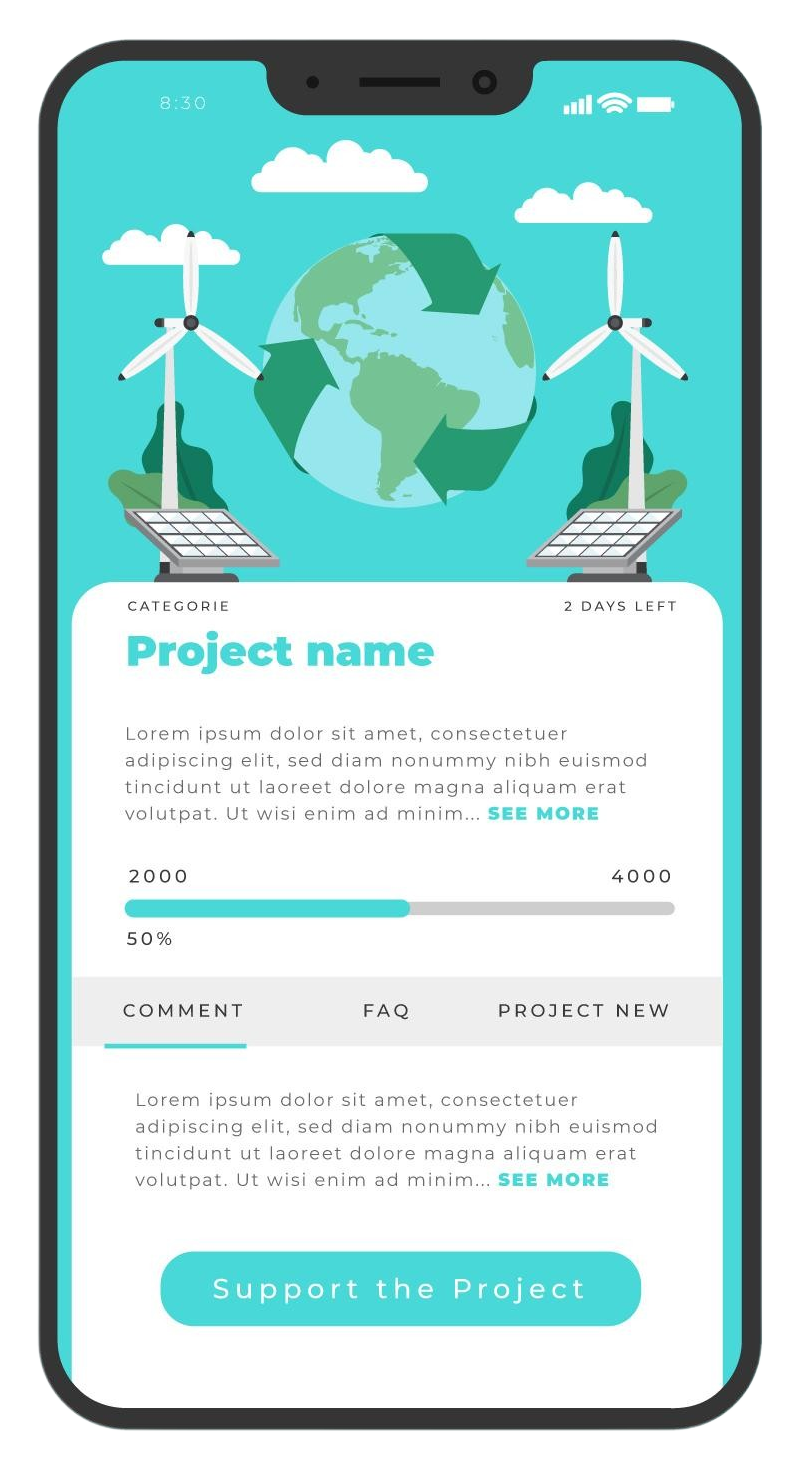 8:30
CATEGORIE 2 DAYS LEFT
Project name
Lorem ipsum dolor sit amet, consectetuer
adipiscing elit, sed diam nonummy nibh euismod
tincidunt ut laoreet dolore magna aliquam erat
volutpat. Ut wisi enim ad minim... SEE MORE
2000 4000
50%
COMMENT FAQ PROJECT NEW
Lorem ipsum dolor sit amet, consectetuer
adipiscing elit, sed diam nonummy nibh euismod
tincidunt ut laoreet dolore magna aliquam erat
volutpat. Ut wisi enim ad minim... SEE MORE
Support the Project